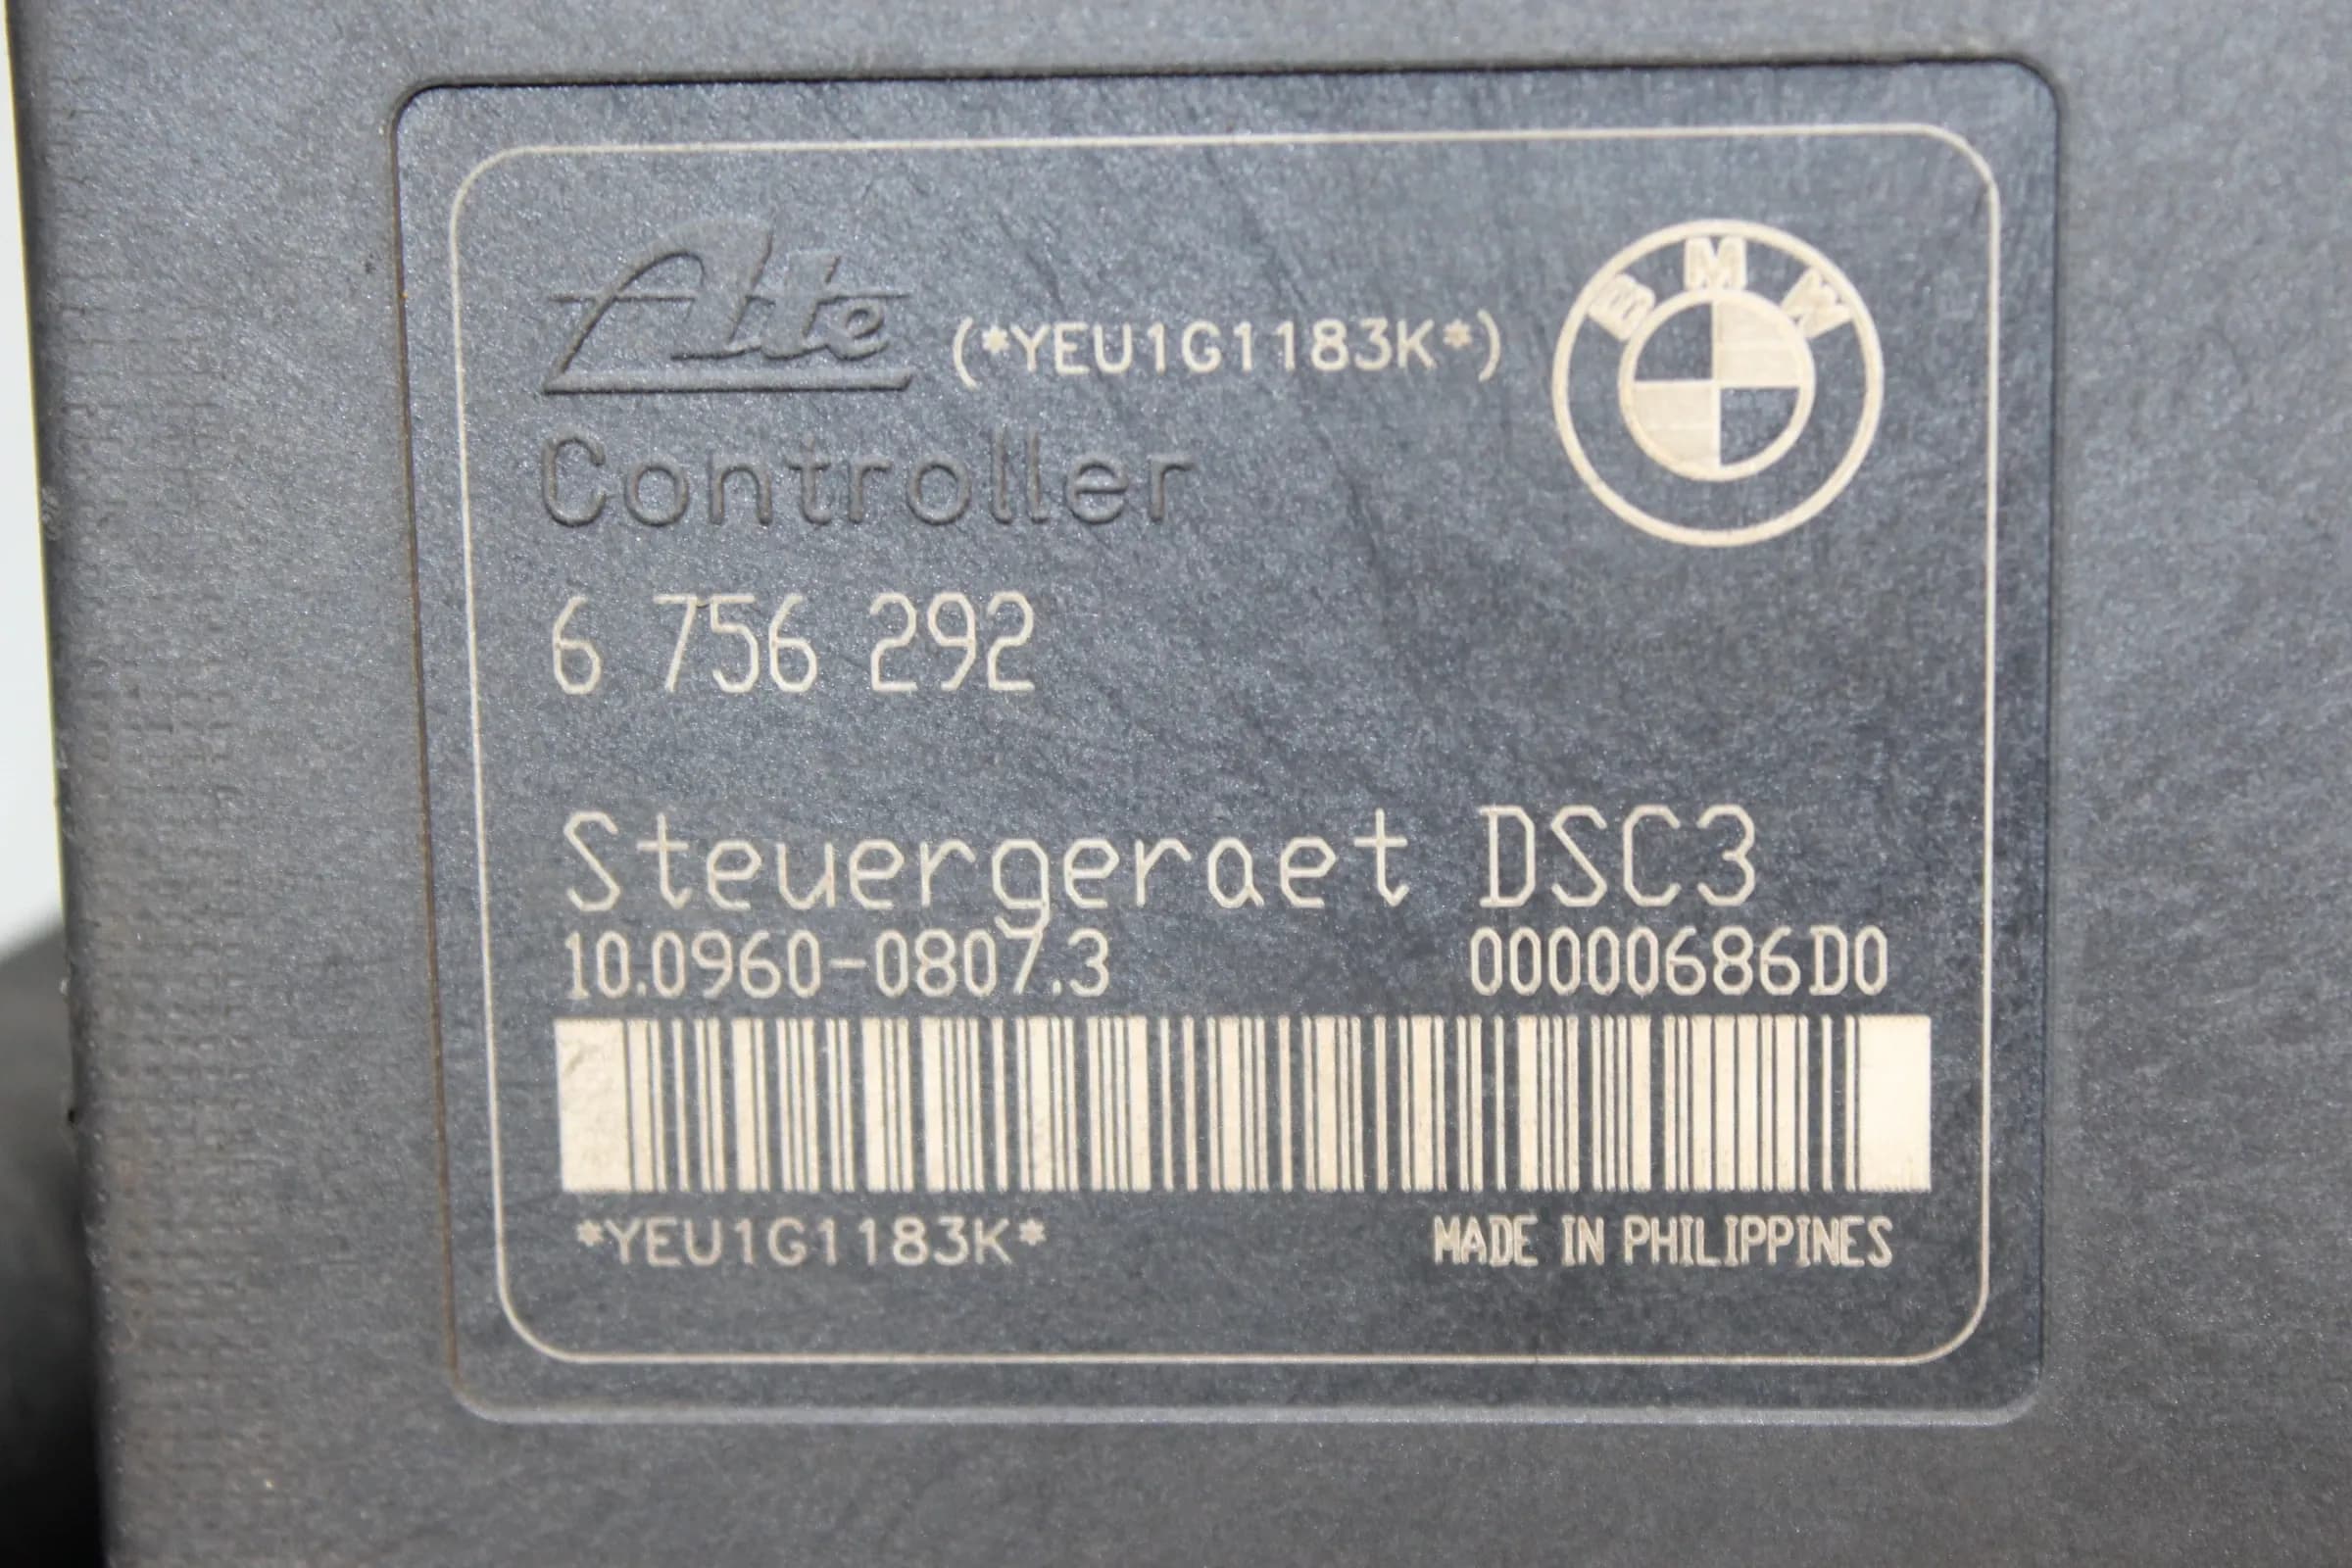 Ate (*YEU1G1183K*) BMW
Controller
6 756 292
Steuergeraet DSC3
10.0960-0807.3 00000686D0
*YEU1G1183K* MADE IN PHILIPPINES